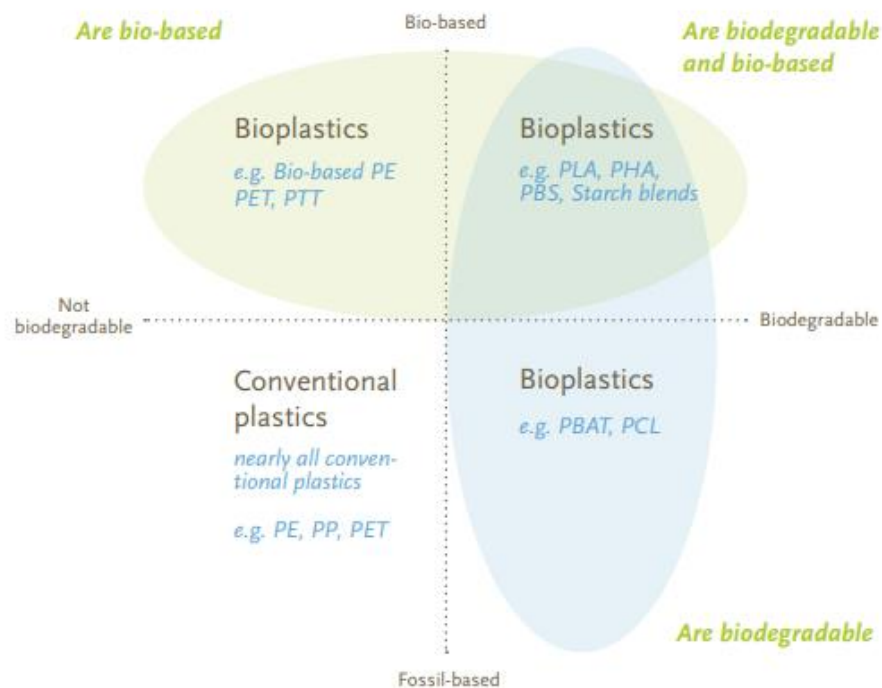 Are bio-based
Bio-based
Are biodegradable
and bio-based
Bioplastics
e.g. Bio-based PE
PET, PTT
Bioplastics
e.g. PLA, PHA,
PBS, Starch blends
Not
biodegradable
Biodegradable
Conventional
plastics
nearly all conven-
tional plastics
e.g. PE, PP, PET
Bioplastics
e.g. PBAT, PCL
Are biodegradable
Fossil-based